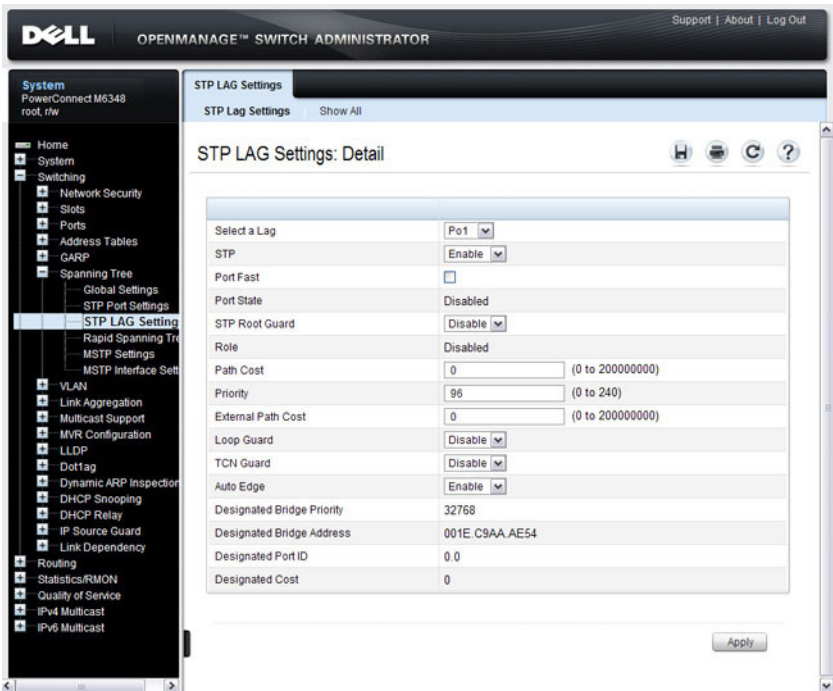 Support | About | Log Out
DELL
OPENMANAGE™ SWITCH ADMINISTRATOR
System
PowerConnect M6348
root, r/w
Home
System
Switching
Network Security
Slots
Ports
Address Tables
GARP
Spanning Tree
Global Settings
STP Port Settings
STP LAG Setting
Rapid Spanning Tre
MSTP Settings
MSTP Interface Sett
VLAN
Link Aggregation
Multicast Support
MVR Configuration
LLDP
Dot1ag
Dynamic ARP Inspection
DHCP Snooping
DHCP Relay
IP Source Guard
Link Dependency
Routing
Statistics/RMON
Quality of Service
IPv4 Multicast
IPv6 Multicast
STP LAG Settings
STP Lag Settings Show All
STP LAG Settings: Detail
Select a Lag Po1
STP Enable
Port Fast
Port State Disabled
STP Root Guard Disable
Role Disabled
Path Cost 0 (0 to 200000000)
Priority 96 (0 to 240)
External Path Cost 0 (0 to 200000000)
Loop Guard Disable
TCN Guard Disable
Auto Edge Enable
Designated Bridge Priority 32768
Designated Bridge Address 001E.C9AA.AE54
Designated Port ID 0.0
Designated Cost 0
Apply